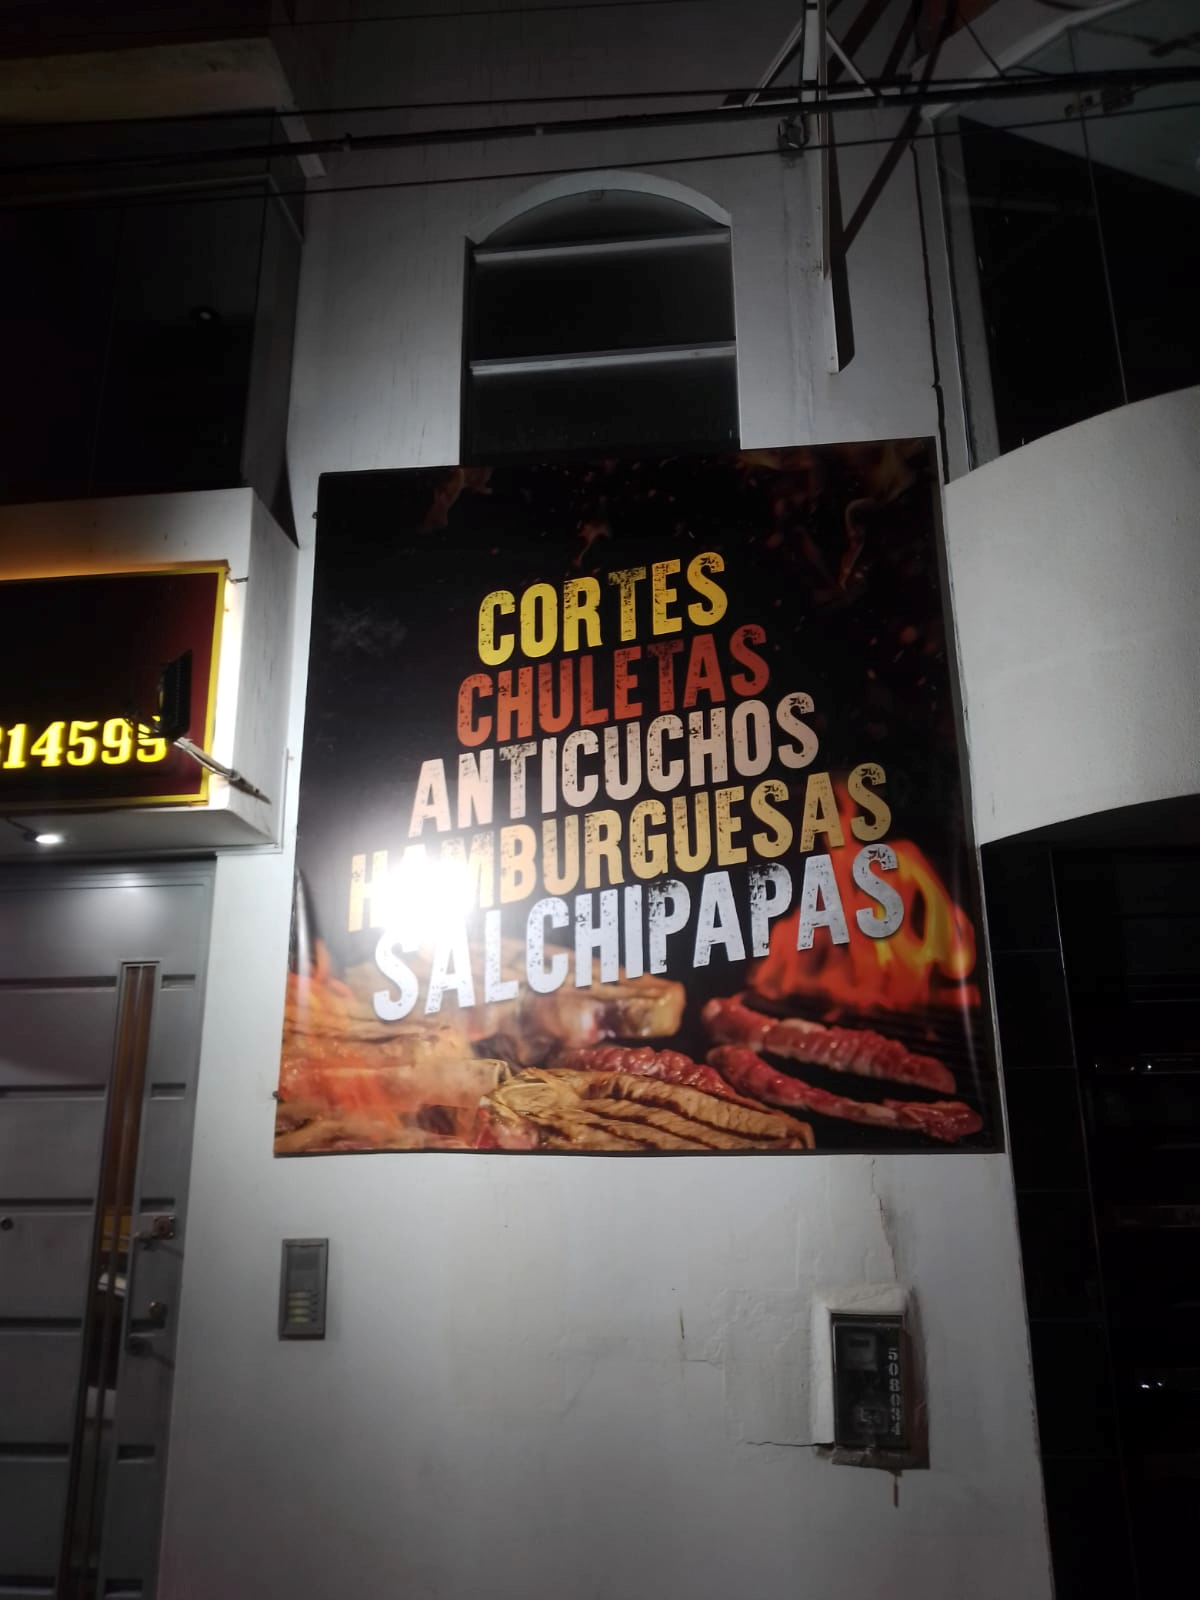 CORTES
CHULETAS
ANTICUCHOS
HAMBURGUESAS
SALCHIPAPAS